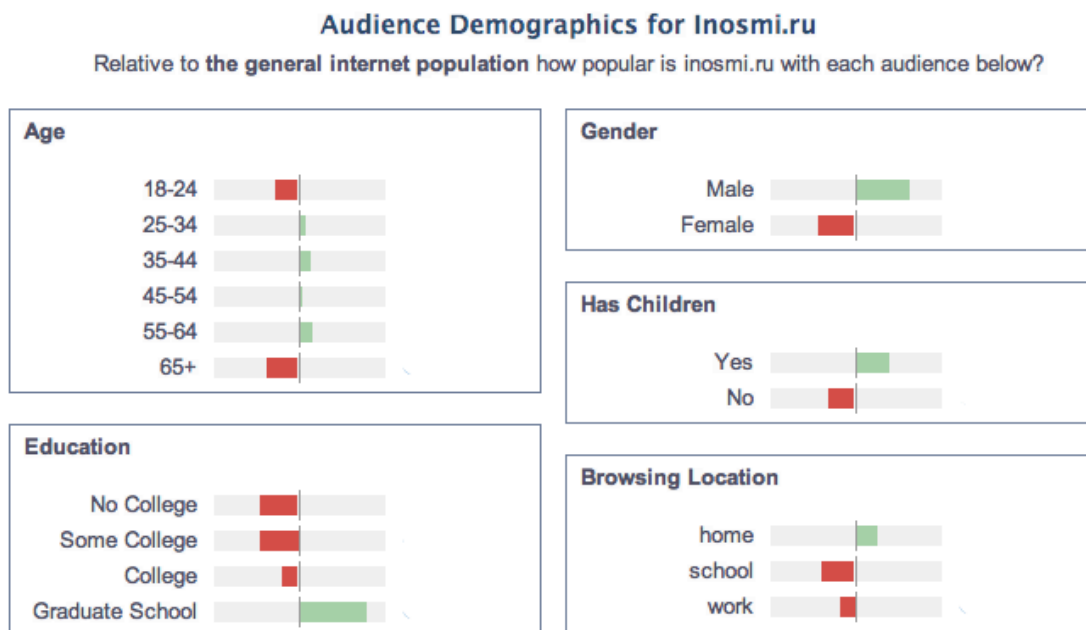 Audience Demographics for Inosmi.ru
Relative to the general internet population how popular is inosmi.ru with each audience below?
Age
18-24
25-34
35-44
45-54
55-64
65+
Education
No College
Some College
College
Graduate School
Gender
Male
Female
Has Children
Yes
No
Browsing Location
home
school
work